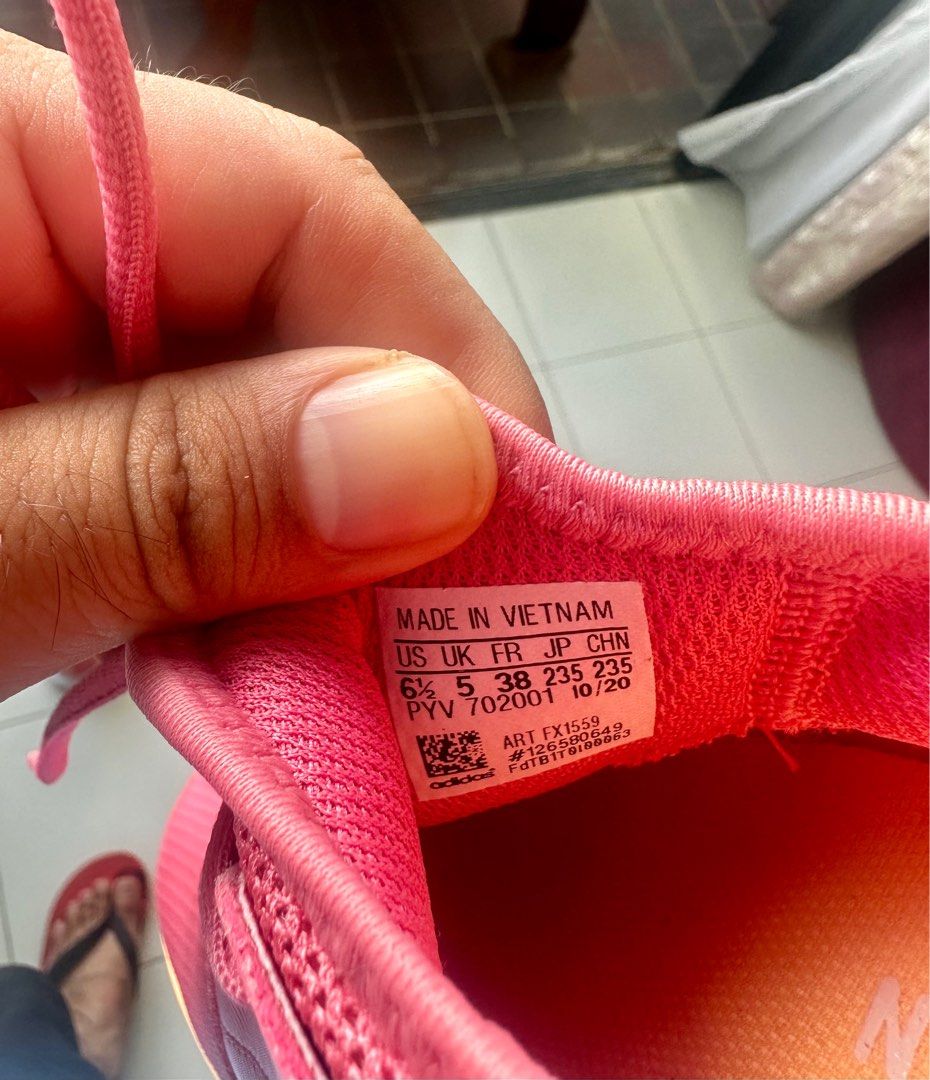 MADE IN VIETNAM
US UK FR JP CHN
6½ 5 38 235 235
PYV 702001 10/20
ART FX1559
#126580649
FdTB1T0I00063
adidas